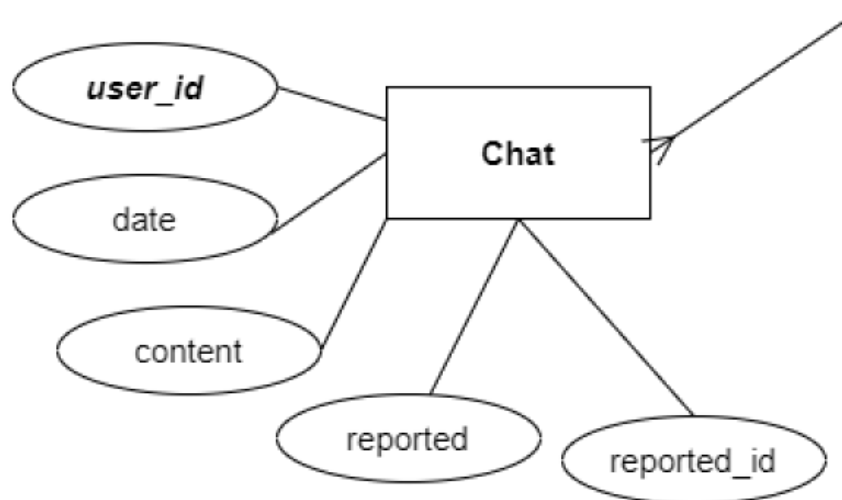 user_id
Chat
date
content
reported
reported_id